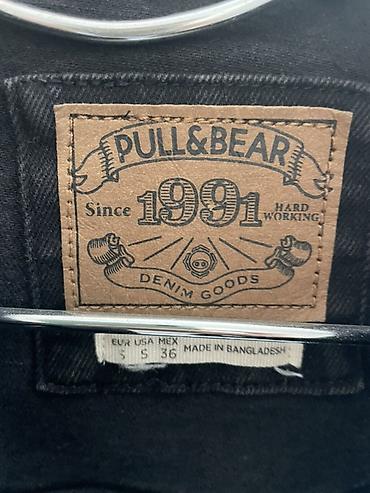 PULL&BEAR
Since 1991 HARD
WORKING
DENIM GOODS
EUR USA MEX
S S 36 MADE IN BANGLADESH